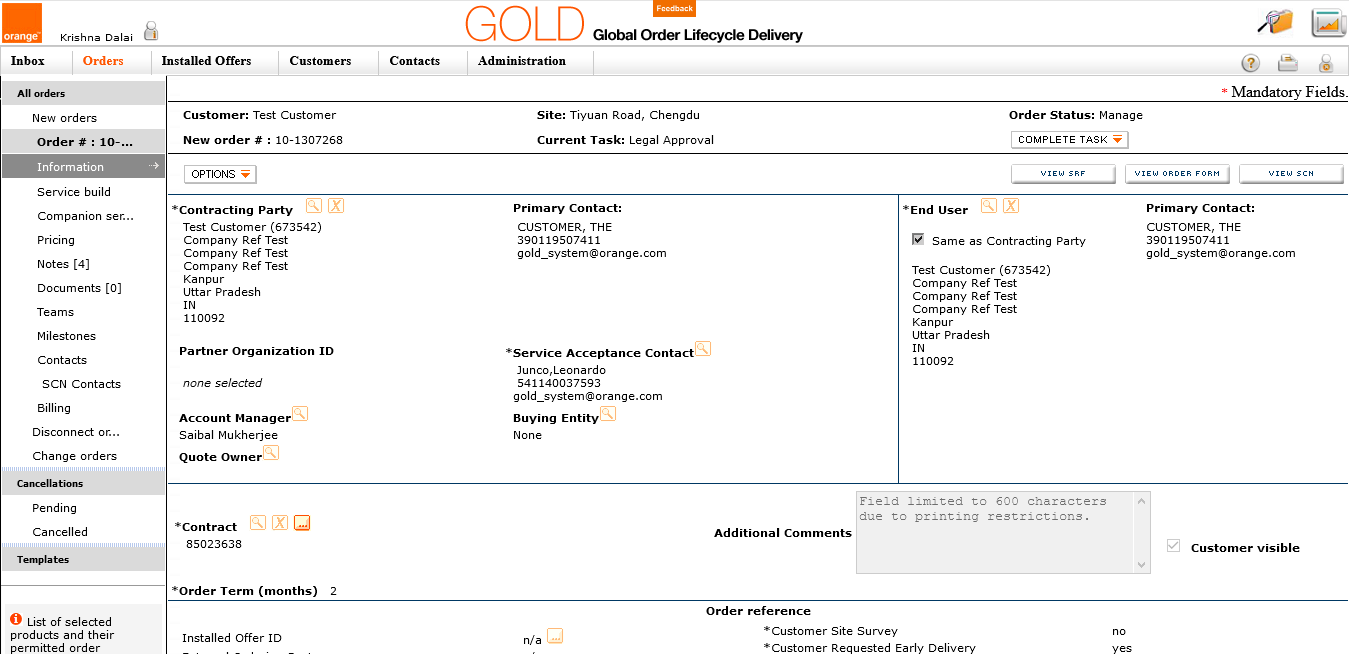 Feedback
orange™
Krishna Dalai
GOLD Global Order Lifecycle Delivery
Inbox Orders Installed Offers Customers Contacts Administration
* Mandatory Fields.
All orders
New orders
Order # : 10-...
Information
Service build
Companion ser...
Pricing
Notes [4]
Documents [0]
Teams
Milestones
Contacts
SCN Contacts
Billing
Disconnect or...
Change orders
Cancellations
Pending
Cancelled
Templates
List of selected
products and their
permitted order
Customer: Test Customer Site: Tiyuan Road, Chengdu Order Status: Manage
New order # : 10-1307268 Current Task: Legal Approval COMPLETE TASK
OPTIONS VIEW SRF VIEW ORDER FORM VIEW SCN
*Contracting Party X
Test Customer (673542)
Company Ref Test
Company Ref Test
Company Ref Test
Kanpur
Uttar Pradesh
IN
110092
Primary Contact:
CUSTOMER, THE
390119507411
gold_system@orange.com
*End User X
Same as Contracting Party
Test Customer (673542)
Company Ref Test
Company Ref Test
Company Ref Test
Kanpur
Uttar Pradesh
IN
110092
Primary Contact:
CUSTOMER, THE
390119507411
gold_system@orange.com
Partner Organization ID
none selected
*Service Acceptance Contact
Junco,Leonardo
541140037593
gold_system@orange.com
Account Manager
Saibal Mukherjee
Buying Entity
None
Quote Owner
*Contract X ...
85023638
Additional Comments
Field limited to 600 characters
due to printing restrictions.
Customer visible
*Order Term (months) 2
Order reference
Installed Offer ID n/a ...
*Customer Site Survey no
*Customer Requested Early Delivery yes